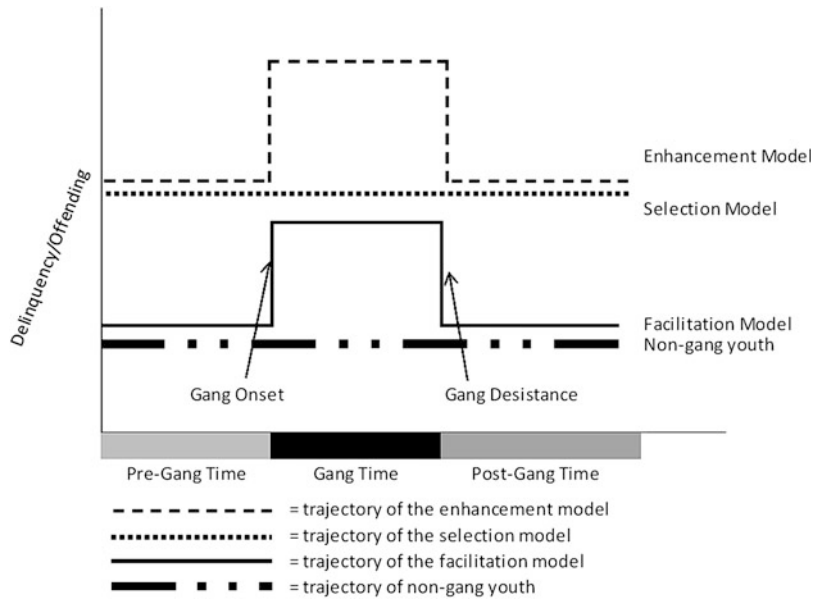 Delinquency/Offending
Enhancement Model
Selection Model
Facilitation Model
Non-gang youth
Gang Onset
Gang Desistance
Pre-Gang Time
Gang Time
Post-Gang Time
= trajectory of the enhancement model
= trajectory of the selection model
= trajectory of the facilitation model
= trajectory of non-gang youth